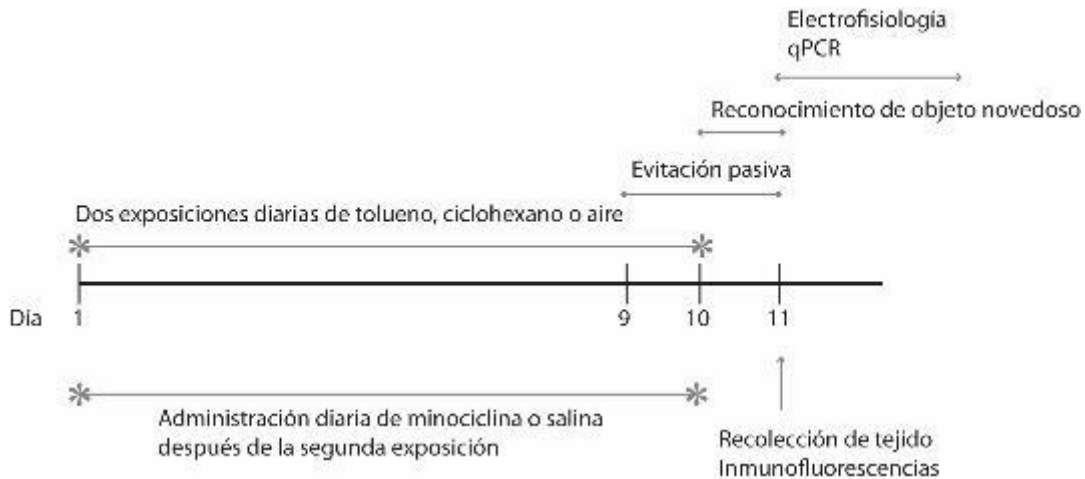 Electrofisiología
qPCR
Reconocimiento de objeto novedoso
Evitación pasiva
Dos exposiciones diarias de tolueno, ciclohexano o aire
Día 1 9 10 11
Administración diaria de minociclina o salina
después de la segunda exposición
Recolección de tejido
Inmunofluorescencias